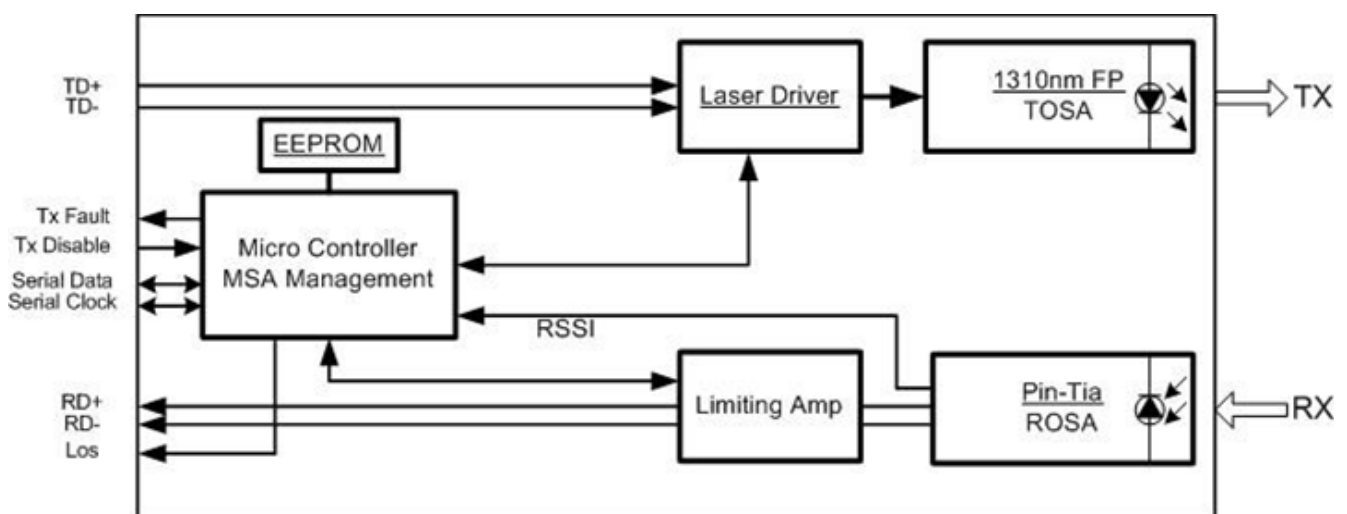 TD+
TD-
Laser Driver
1310nm FP
TOSA
TX
EEPROM
Tx Fault
Tx Disable
Serial Data
Serial Clock
Micro Controller
MSA Management
RSSI
RD+
RD-
Los
Limiting Amp
Pin-Tia
ROSA
RX